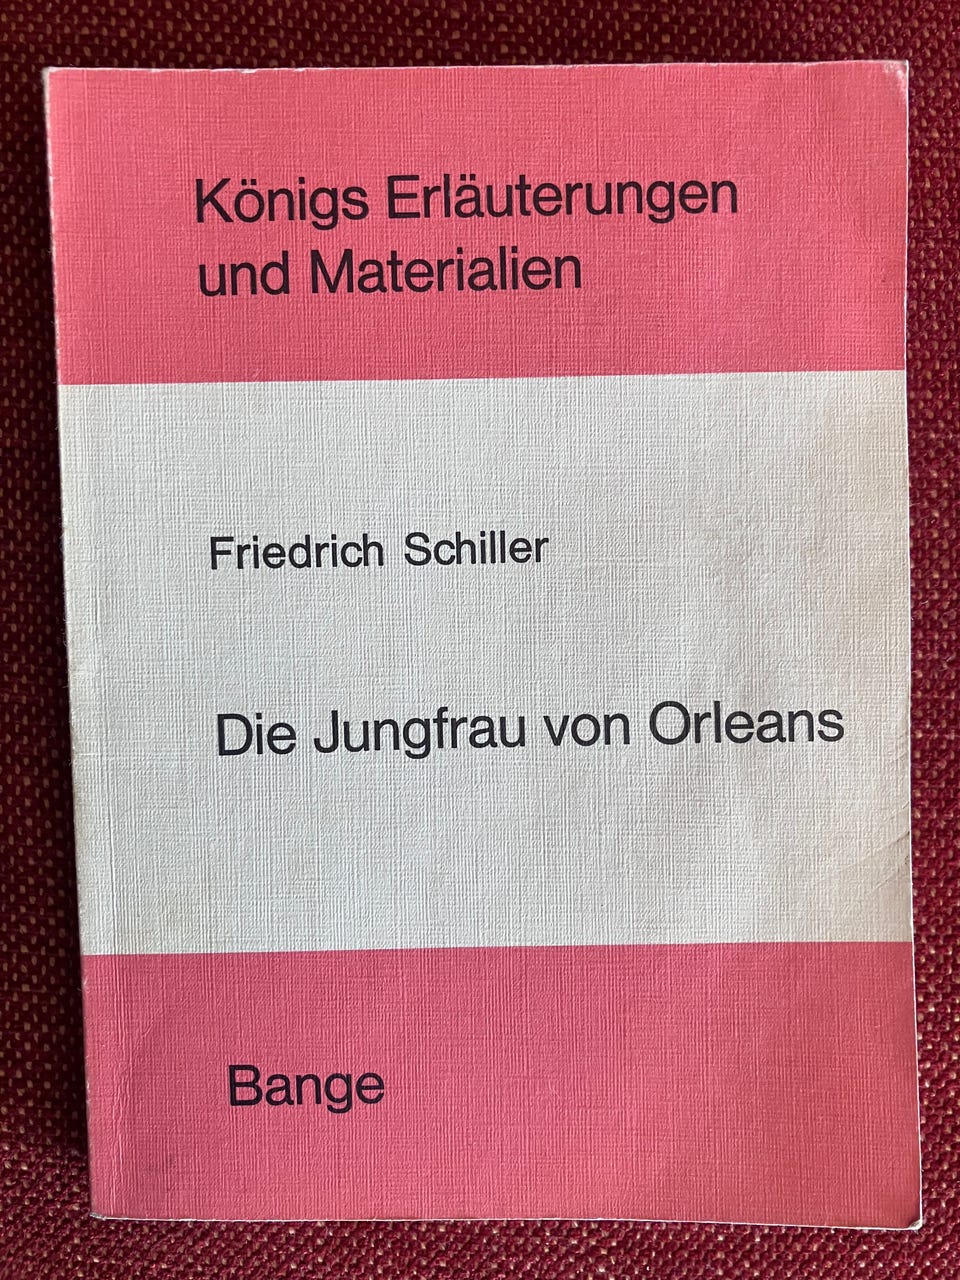 Königs Erläuterungen
und Materialien
Friedrich Schiller
Die Jungfrau von Orleans
Bange